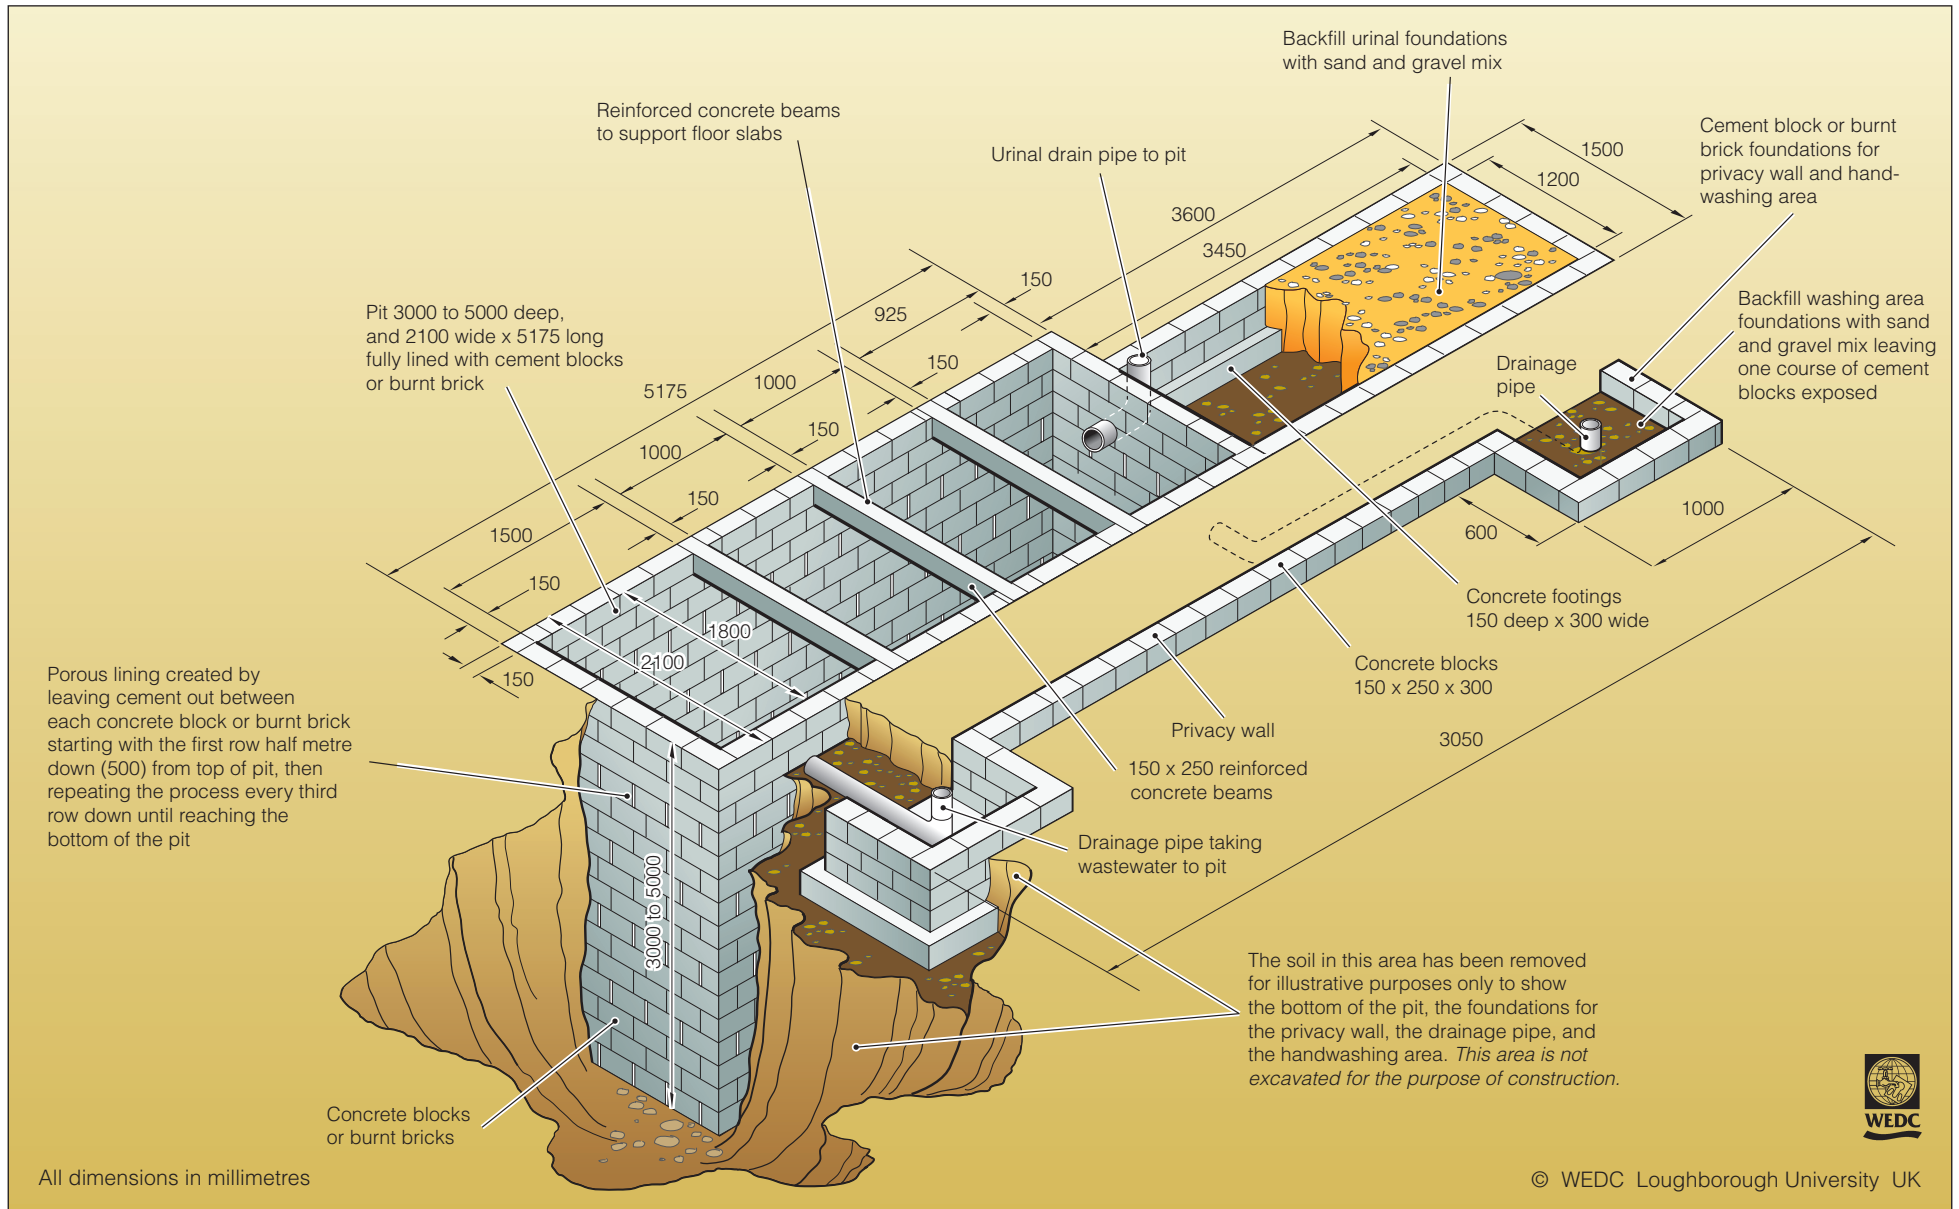 Backfill urinal foundations
with sand and gravel mix
Reinforced concrete beams
to support floor slabs
Urinal drain pipe to pit
Cement block or burnt
brick foundations for
privacy wall and hand-
washing area
1500
1200
3600
3450
150
925
150
1000
5175
150
1000
150
1500
150
150
Pit 3000 to 5000 deep,
and 2100 wide x 5175 long
fully lined with cement blocks
or burnt brick
Backfill washing area
foundations with sand
and gravel mix leaving
one course of cement
blocks exposed
Drainage
pipe
1800
2100
600
1000
Concrete footings
150 deep x 300 wide
Concrete blocks
150 x 250 x 300
Privacy wall
3050
150 x 250 reinforced
concrete beams
Porous lining created by
leaving cement out between
each concrete block or burnt brick
starting with the first row half metre
down (500) from top of pit, then
repeating the process every third
row down until reaching the
bottom of the pit
Drainage pipe taking
wastewater to pit
3000 to 5000
The soil in this area has been removed
for illustrative purposes only to show
the bottom of the pit, the foundations for
the privacy wall, the drainage pipe, and
the handwashing area. This area is not
excavated for the purpose of construction.
Concrete blocks
or burnt bricks
WEDC
All dimensions in millimetres
© WEDC Loughborough University UK